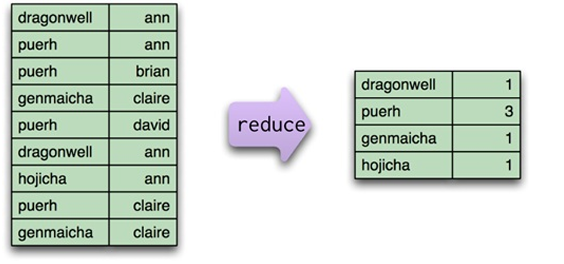 dragonwell ann
puerh ann
puerh brian
genmaicha claire
puerh david
dragonwell ann
hojicha ann
puerh claire
genmaicha claire
reduce
dragonwell 1
puerh 3
genmaicha 1
hojicha 1